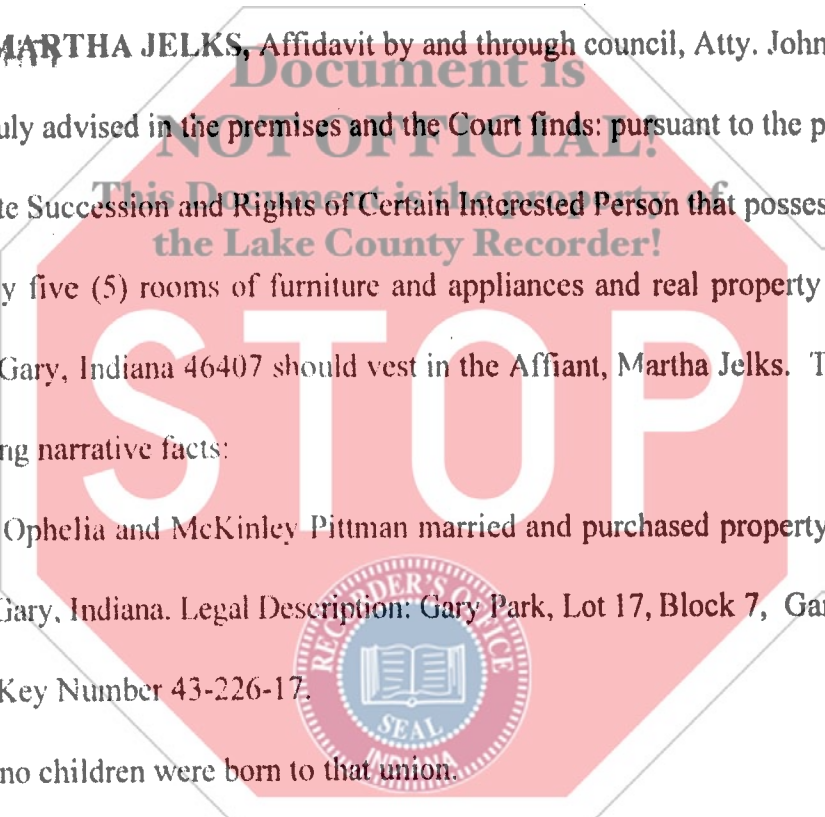 MARTHA JELKS, Affidavit by and through council, Atty. John
Document is
uly advised in the premises and the Court finds: pursuant to the p
NOT OFFICIAL!
This Document is the property of
te Succession and Rights of Certain Interested Person that posses
the Lake County Recorder!
y five (5) rooms of furniture and appliances and real property
STOP
Gary, Indiana 46407 should vest in the Affiant, Martha Jelks. T
ng narrative facts:
Ophelia and McKinley Pittman married and purchased property
Gary, Indiana. Legal Description: Gary Park, Lot 17, Block 7, Gar
RECORDER'S OFFICE
Key Number 43-226-17.
SEAL
INDIANA
no children were born to that union.